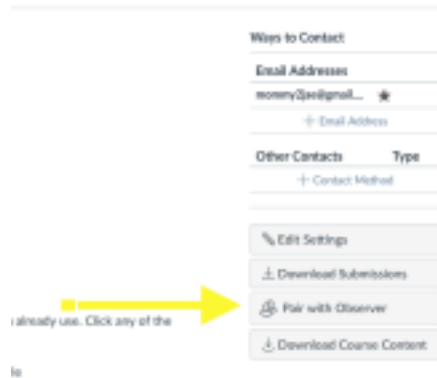 Ways to Contact
Email Addresses
+ Email Address
Other Contacts Type
+ Contact Method
Edit Settings
Download Submissions
Pair with Observer
already use. Click any of the
Download Course Content